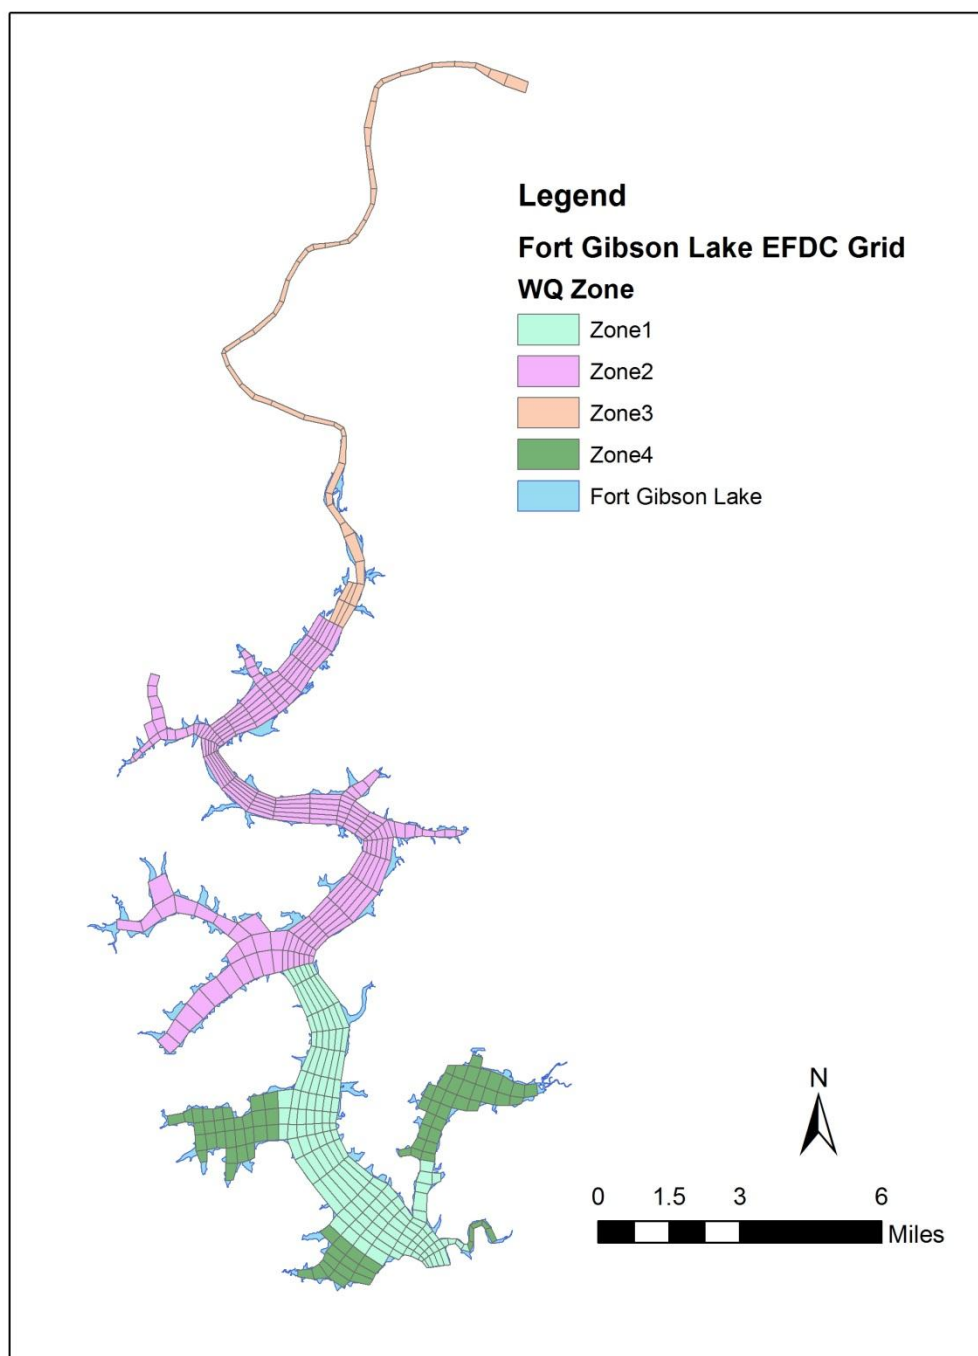 Legend
Fort Gibson Lake EFDC Grid
WQ Zone
Zone1
Zone2
Zone3
Zone4
Fort Gibson Lake
N
0 1.5 3 6
Miles